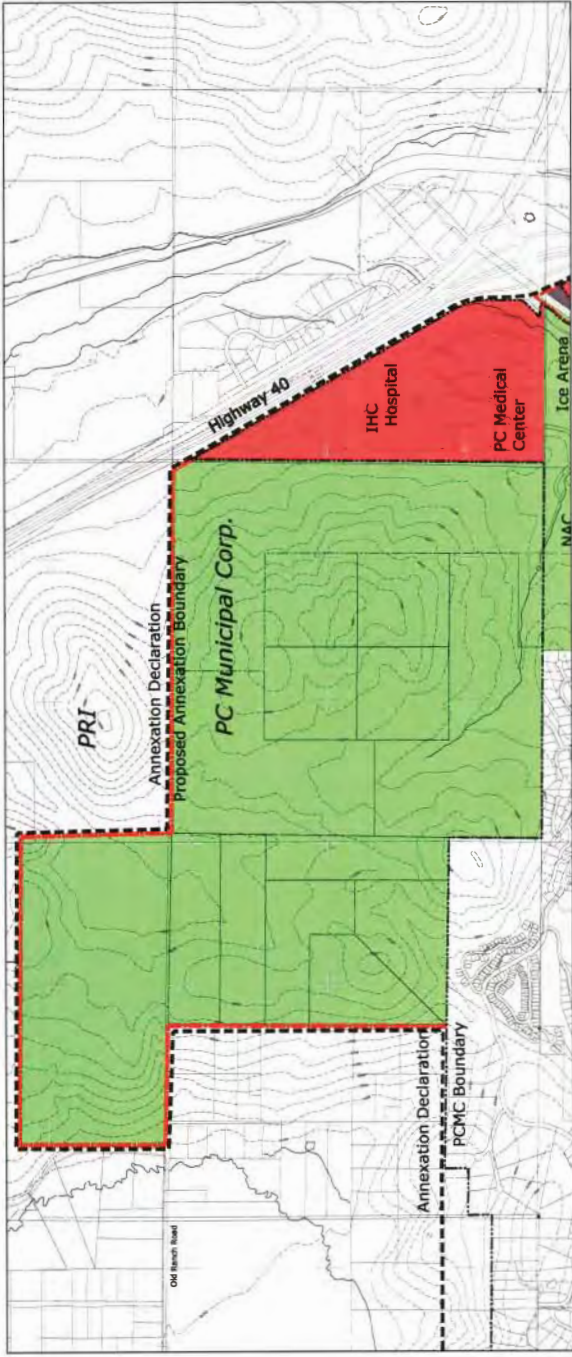 Highway 40
PRI
Annexation Declaration
Proposed Annexation Boundary
PC Municipal Corp.
IHC
Hospital
PC Medical
Center
Ice Arena
NAC
Annexation Declaration
PCMC Boundary
Old Ranch Road